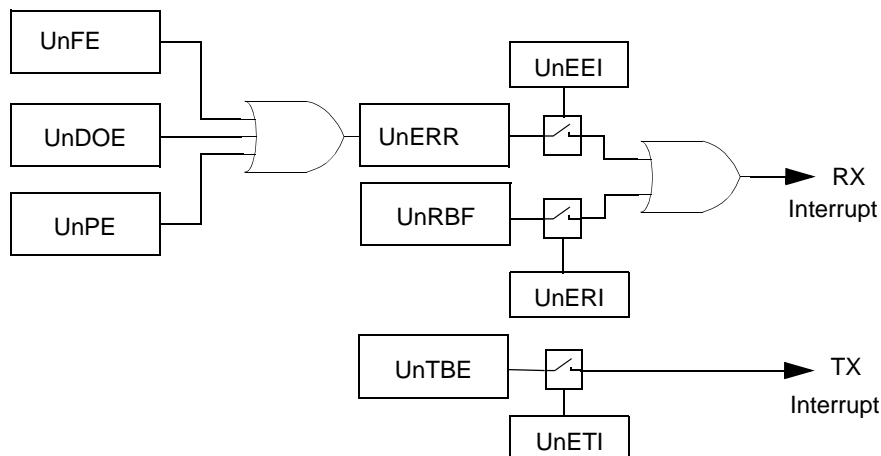 UnFE
UnEEI
UnDOE
UnERR
RX
Interrupt
UnPE
UnRBF
UnERI
UnTBE
TX
Interrupt
UnETI